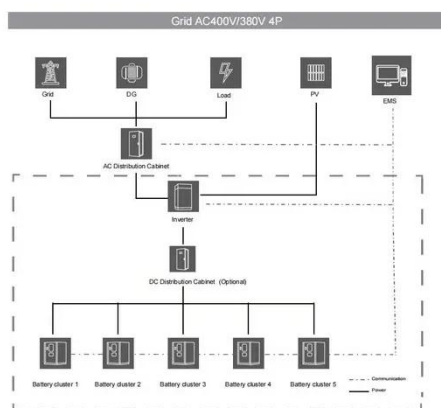 Grid AC400V/380V 4P
Grid
DG
Load
PV
EMS
AC Distribution Cabinet
Inverter
DC Distribution Cabinet (Optional)
Battery cluster 1
Battery cluster 2
Battery cluster 3
Battery cluster 4
Battery cluster 5
Communication
Power